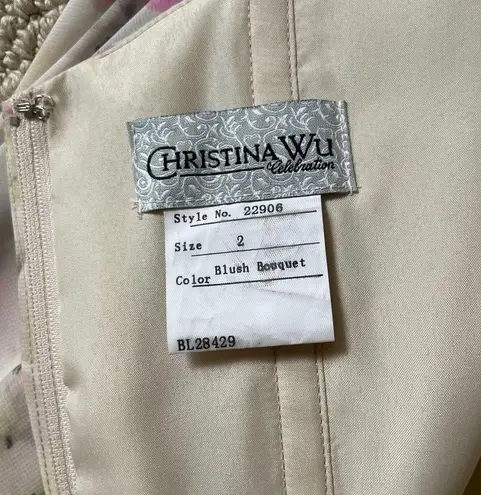 CHRISTINA WU
Celebration
Style No. 22906
Size 2
Color Blush Bouquet
BL28429